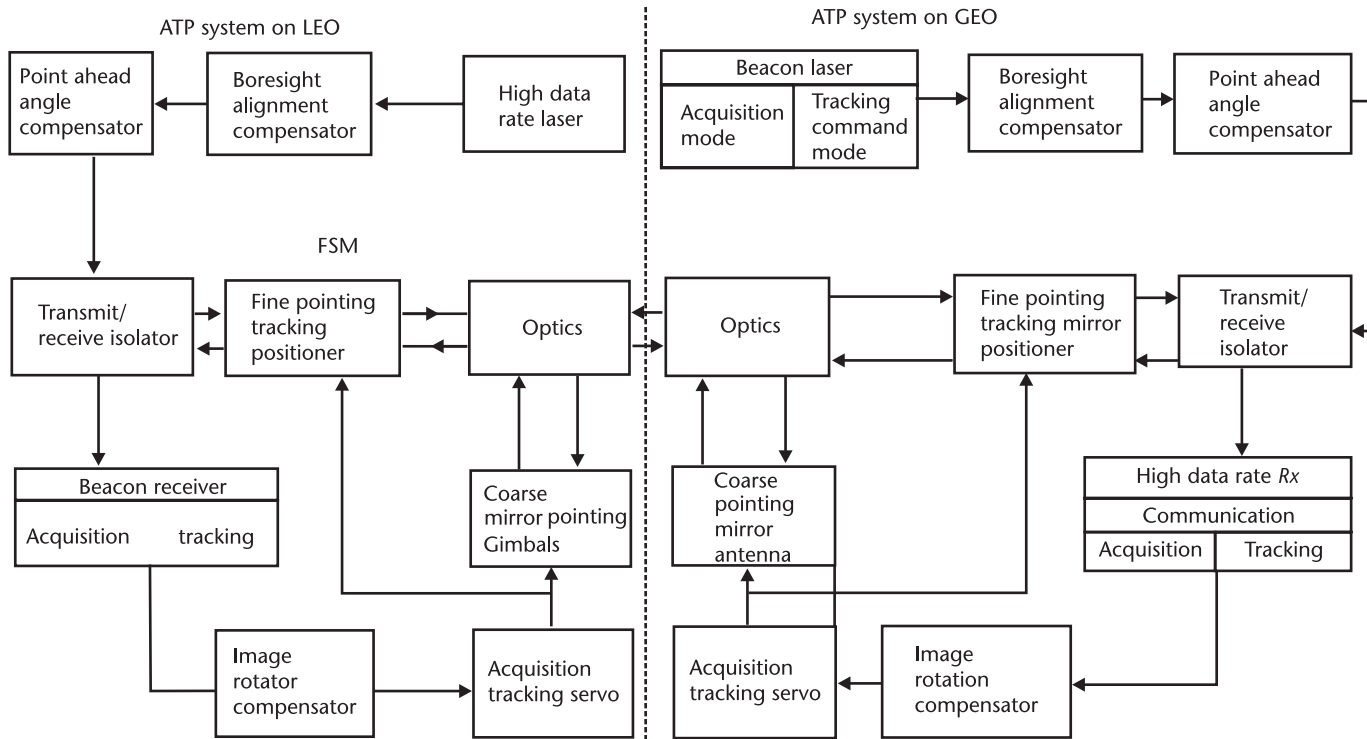 ATP system on LEO
ATP system on GEO
Point ahead
angle
compensator
Boresight
alignment
compensator
High data
rate laser
Beacon laser
Acquisition
mode
Tracking
command
mode
Boresight
alignment
compensator
Point ahead
angle
compensator
FSM
Transmit/
receive isolator
Fine pointing
tracking
positioner
Optics
Optics
Fine pointing
tracking mirror
positioner
Transmit/
receive
isolator
Beacon receiver
Acquisition tracking
Coarse
mirror pointing
Gimbals
Coarse
pointing
mirror
antenna
High data rate Rx
Communication
Acquisition
Tracking
Image
rotator
compensator
Acquisition
tracking servo
Acquisition
tracking servo
Image
rotation
compensator